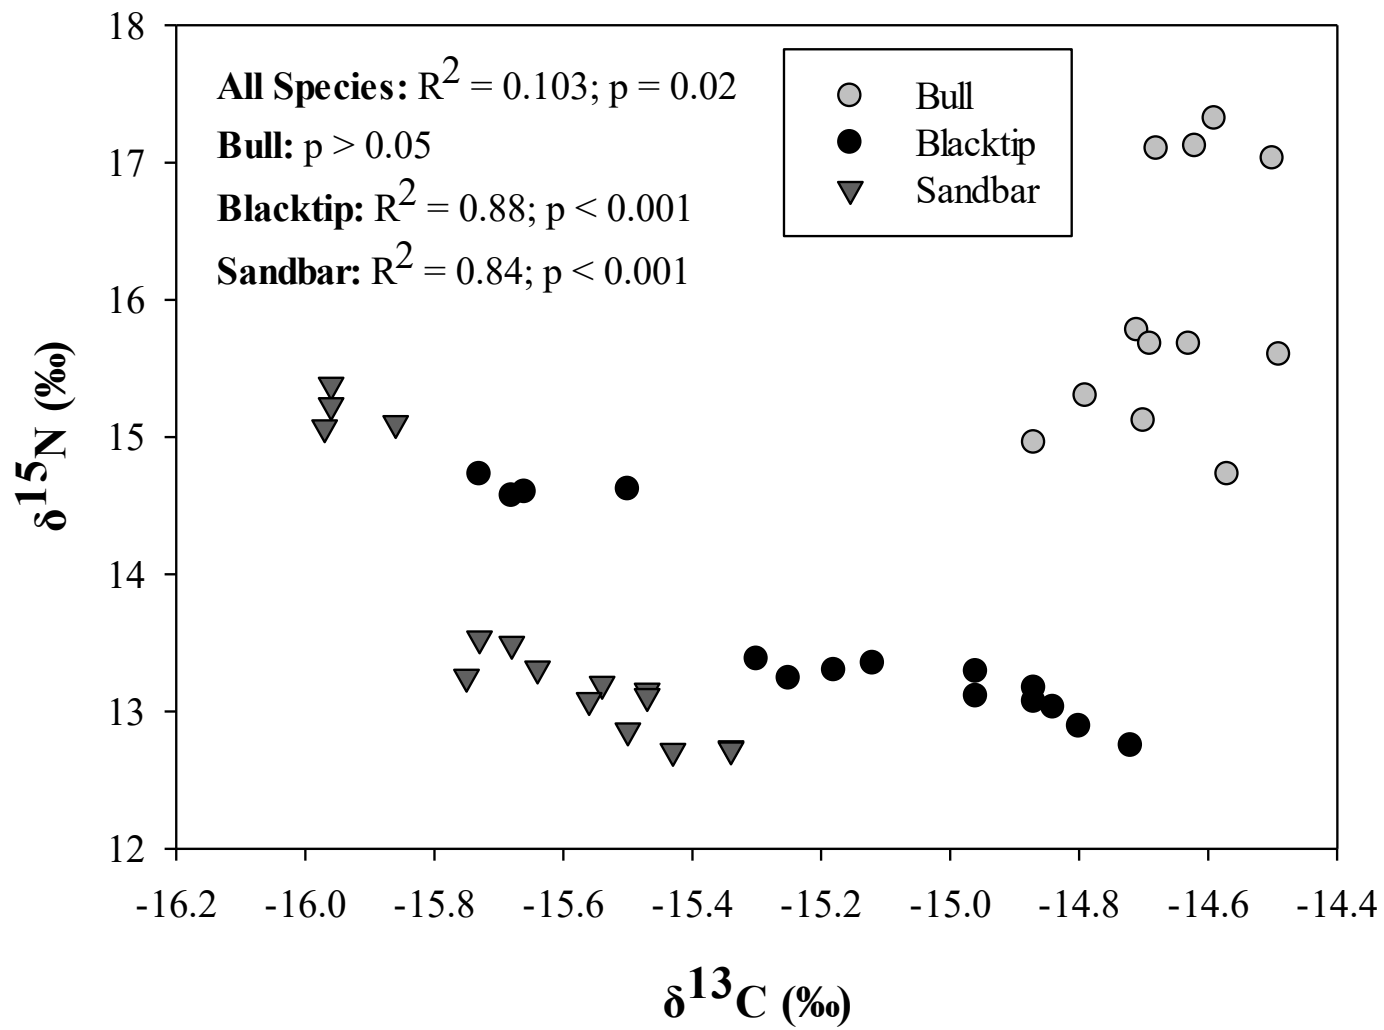 18
17
16
15
14
13
12
All Species: R² = 0.103; p = 0.02
Bull: p > 0.05
Blacktip: R² = 0.88; p < 0.001
Sandbar: R² = 0.84; p < 0.001
Bull
Blacktip
Sandbar
δ¹⁵N (‰)
-16.2 -16.0 -15.8 -15.6 -15.4 -15.2 -15.0 -14.8 -14.6 -14.4
δ¹³C (‰)